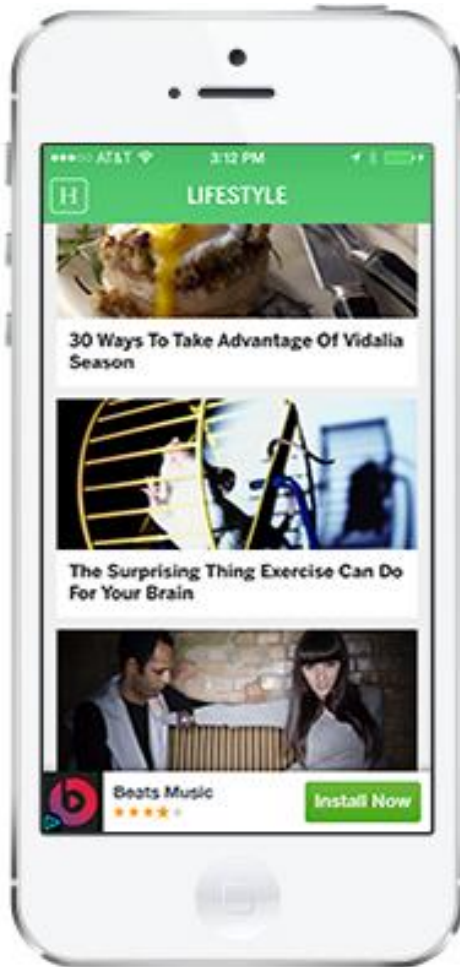 AT&T 3:12 PM
H LIFESTYLE
30 Ways To Take Advantage Of Vidalia
Season
The Surprising Thing Exercise Can Do
For Your Brain
Beats Music
Install Now